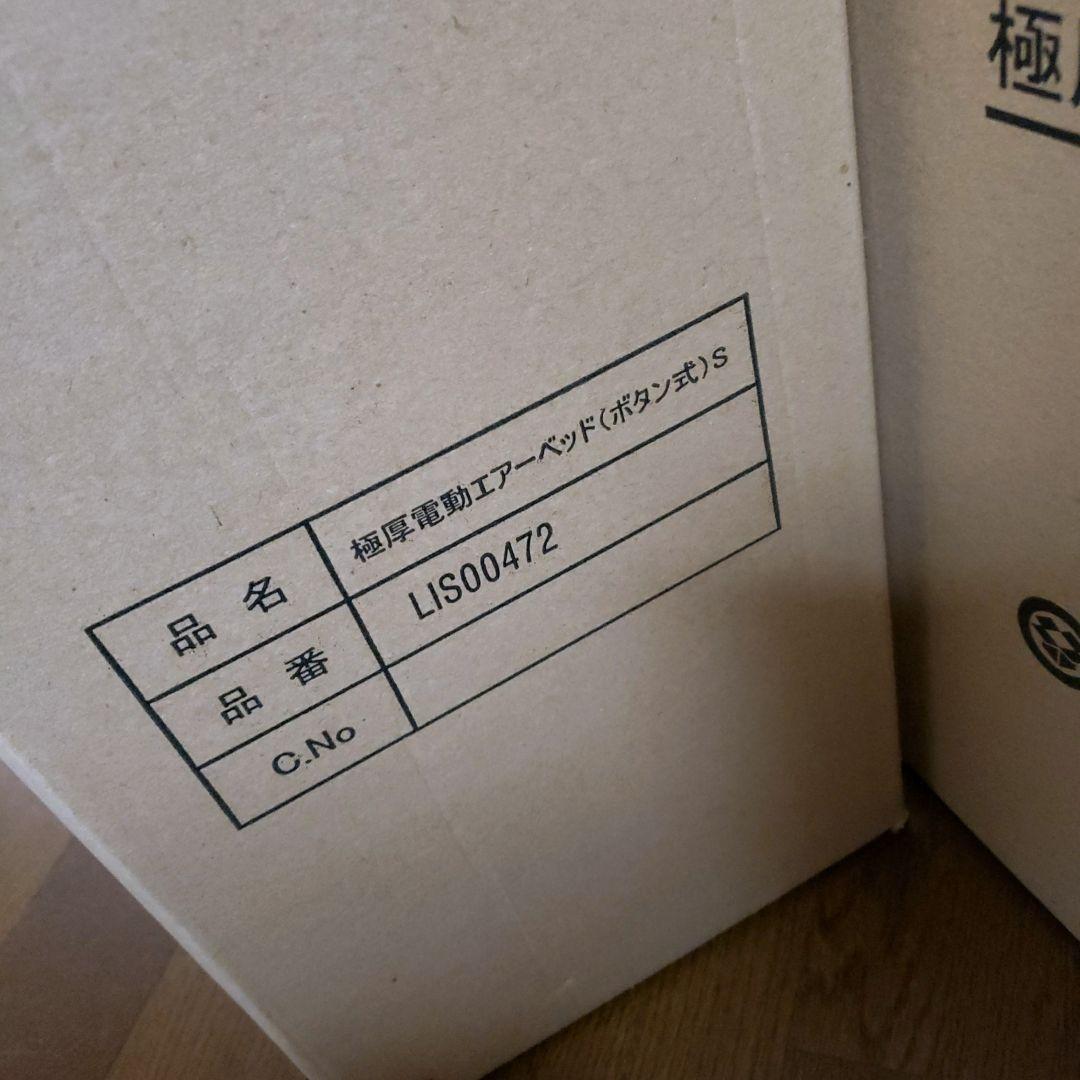 品 名 極厚電動エアーベッド(ボタン式)S
品 番 LIS00472
C.No
極